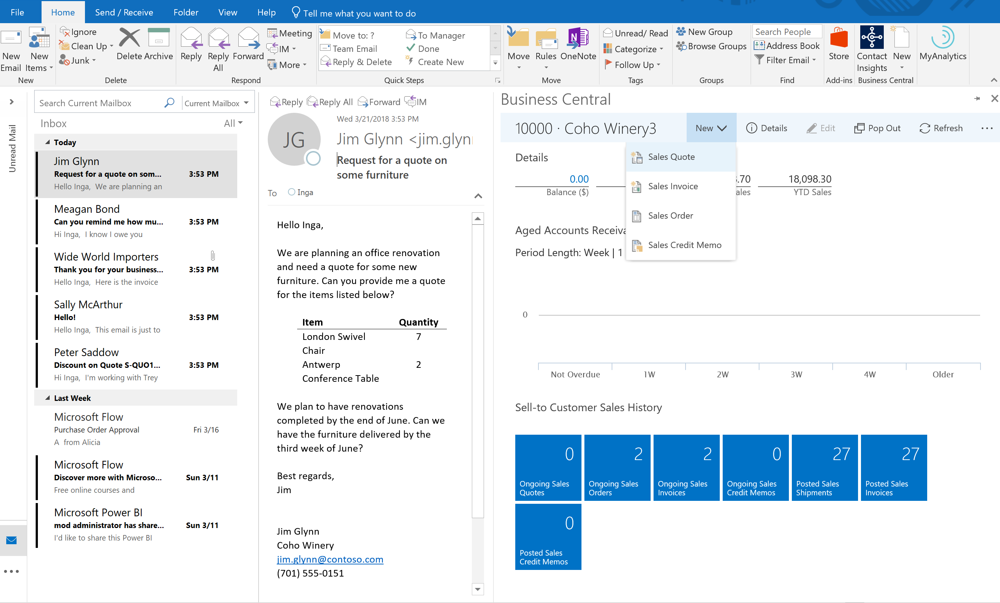 File Home Send / Receive Folder View Help Tell me what you want to do
New Email
New Items
New
Ignore
Clean Up
Junk
Delete
Archive
Delete
Reply
Reply All
Forward
Meeting
IM
More
Respond
Move to: ?
Team Email
Reply & Delete
To Manager
Done
Create New
Quick Steps
Move
Rules
OneNote
Move
Unread/ Read
Categorize
Follow Up
Tags
New Group
Browse Groups
Groups
Search People
Address Book
Filter Email
Find
Store
Add-ins
Contact Insights
New
Business Central
MyAnalytics
Unread Mail
Search Current Mailbox Current Mailbox
Inbox All
Today
Jim Glynn
Request for a quote on som... 3:53 PM
Hello Inga, We are planning an
Meagan Bond
Can you remind me how mu... 3:53 PM
Hi Inga, I know I owe you
Wide World Importers
Thank you for your business... 3:53 PM
Hello Inga, Here is the invoice
Sally McArthur
Hello! 3:53 PM
Hello Inga, This email is just to
Peter Saddow
Discount on Quote S-QUO1... 3:53 PM
Hi Inga, I'm working with Trey
Last Week
Microsoft Flow
Purchase Order Approval Fri 3/16
A from Alicia
Microsoft Flow
Discover more with Microso... Sun 3/11
Free online courses and
Microsoft Power BI
mod administrator has share... Sun 3/11
I'd like to share this Power BI
Reply Reply All Forward IM
JG
Wed 3/21/2018 3:53 PM
Jim Glynn <jim.glynn
Request for a quote on
some furniture
To Inga
Hello Inga,
We are planning an office renovation
and need a quote for some new
furniture. Can you provide me a quote
for the items listed below?
Item Quantity
London Swivel 7
Chair
Antwerp 2
Conference Table
We plan to have renovations
completed by the end of June. Can we
have the furniture delivered by the
third week of June?
Best regards,
Jim
Jim Glynn
Coho Winery
jim.glynn@contoso.com
(701) 555-0151
Business Central
10000 · Coho Winery3 New Details Edit Pop Out Refresh
Sales Quote
Sales Invoice
Sales Order
Sales Credit Memo
Details
0.00 .70 18,098.30
Balance ($) ales YTD Sales
Aged Accounts Receiva
Period Length: Week | 1
0
Not Overdue 1W 2W 3W 4W Older
Sell-to Customer Sales History
0
Ongoing Sales
Quotes
2
Ongoing Sales
Orders
2
Ongoing Sales
Invoices
0
Ongoing Sales
Credit Memos
27
Posted Sales
Shipments
27
Posted Sales
Invoices
0
Posted Sales
Credit Memos